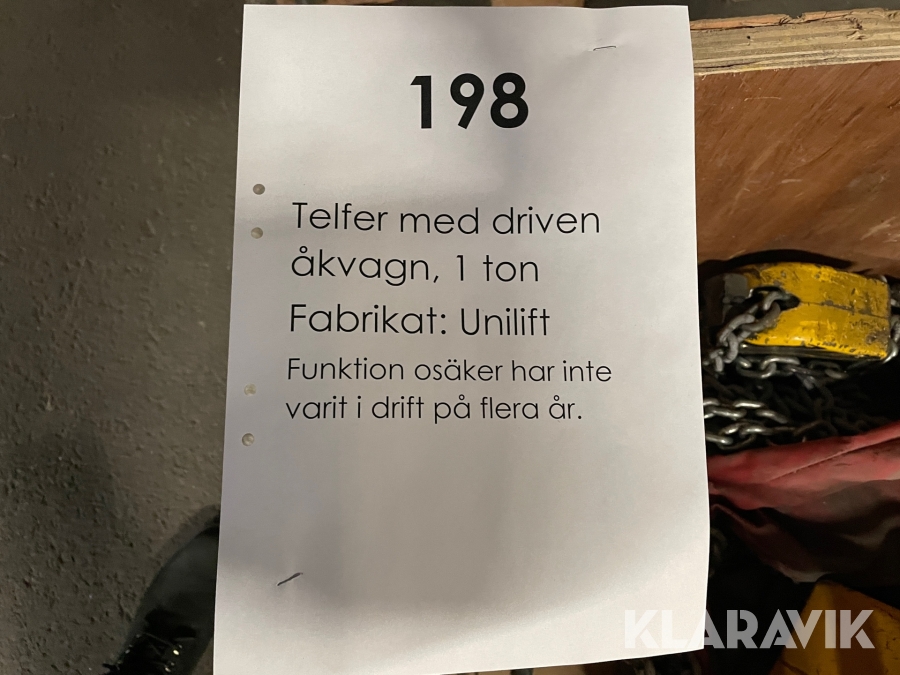 198
Telfer med driven
åkvagn, 1 ton
Fabrikat: Unilift
Funktion osäker har inte
varit i drift på flera år.
KLARAVIK